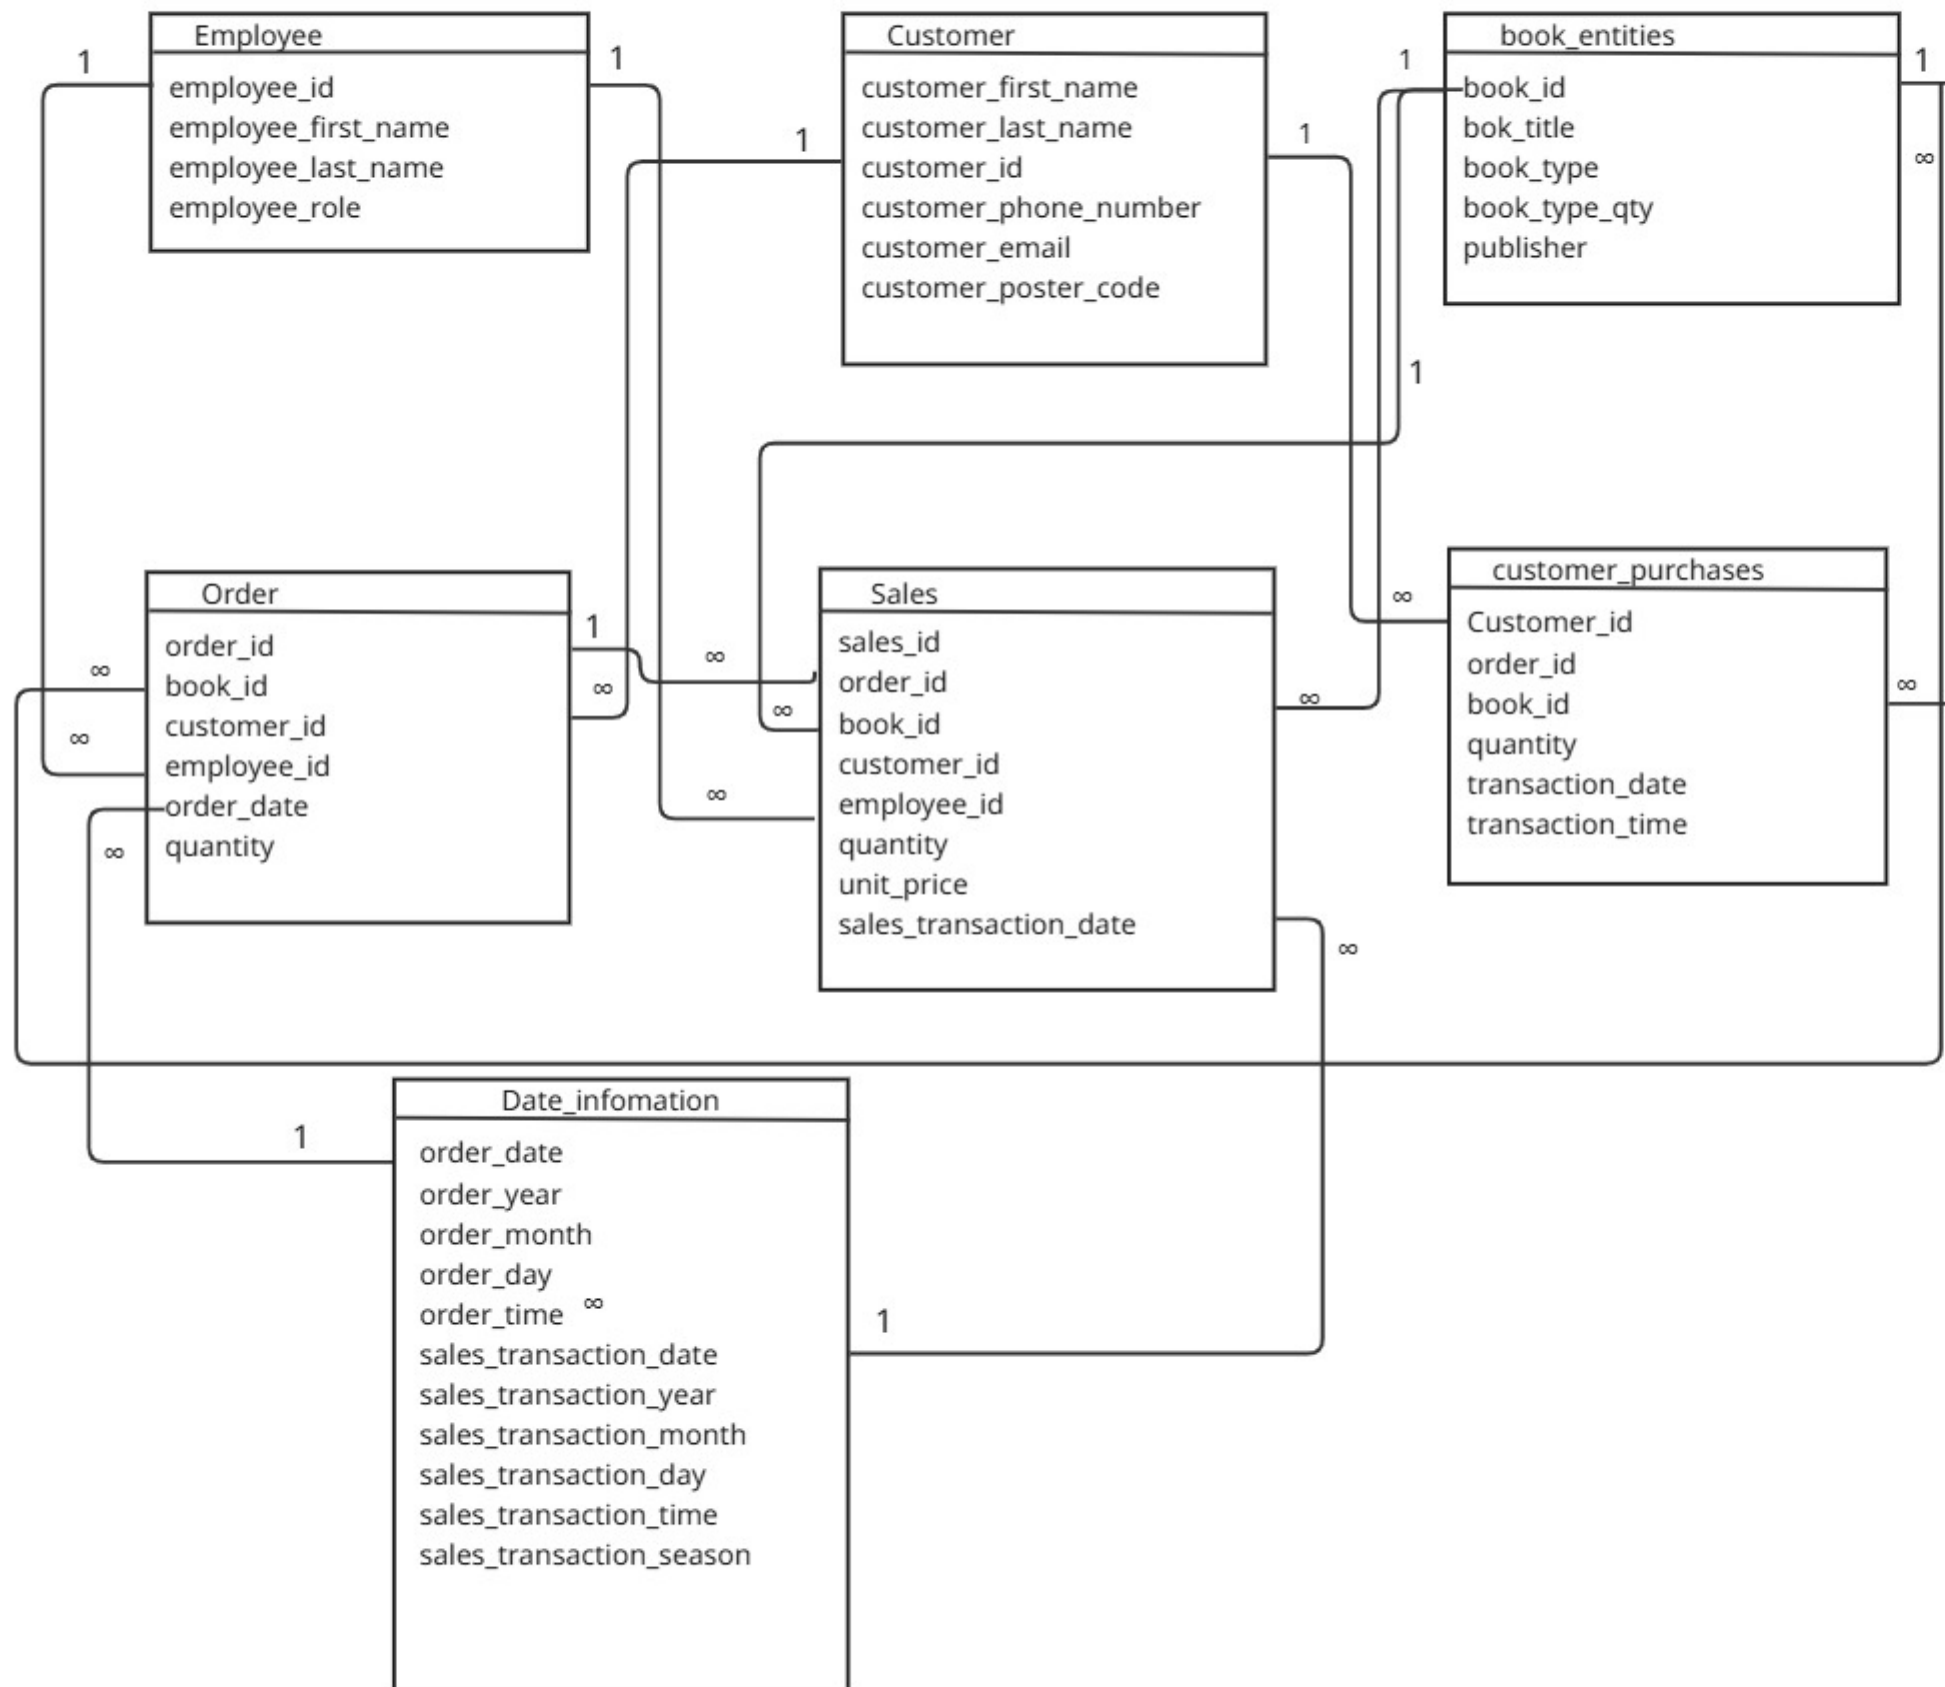 Employee
1
1
employee_id
employee_first_name
employee_last_name
employee_role
Customer
1
1
customer_first_name
customer_last_name
customer_id
customer_phone_number
customer_email
customer_poster_code
book_entities
1
1
∞
book_id
bok_title
book_type
book_type_qty
publisher
1
Order
1
∞
∞
∞
∞
order_id
book_id
customer_id
employee_id
order_date
quantity
Sales
∞
∞
∞
∞
∞
sales_id
order_id
book_id
customer_id
employee_id
quantity
unit_price
sales_transaction_date
customer_purchases
∞
∞
Customer_id
order_id
book_id
quantity
transaction_date
transaction_time
Date_infomation
1
1
order_date
order_year
order_month
order_day
order_time ∞
sales_transaction_date
sales_transaction_year
sales_transaction_month
sales_transaction_day
sales_transaction_time
sales_transaction_season